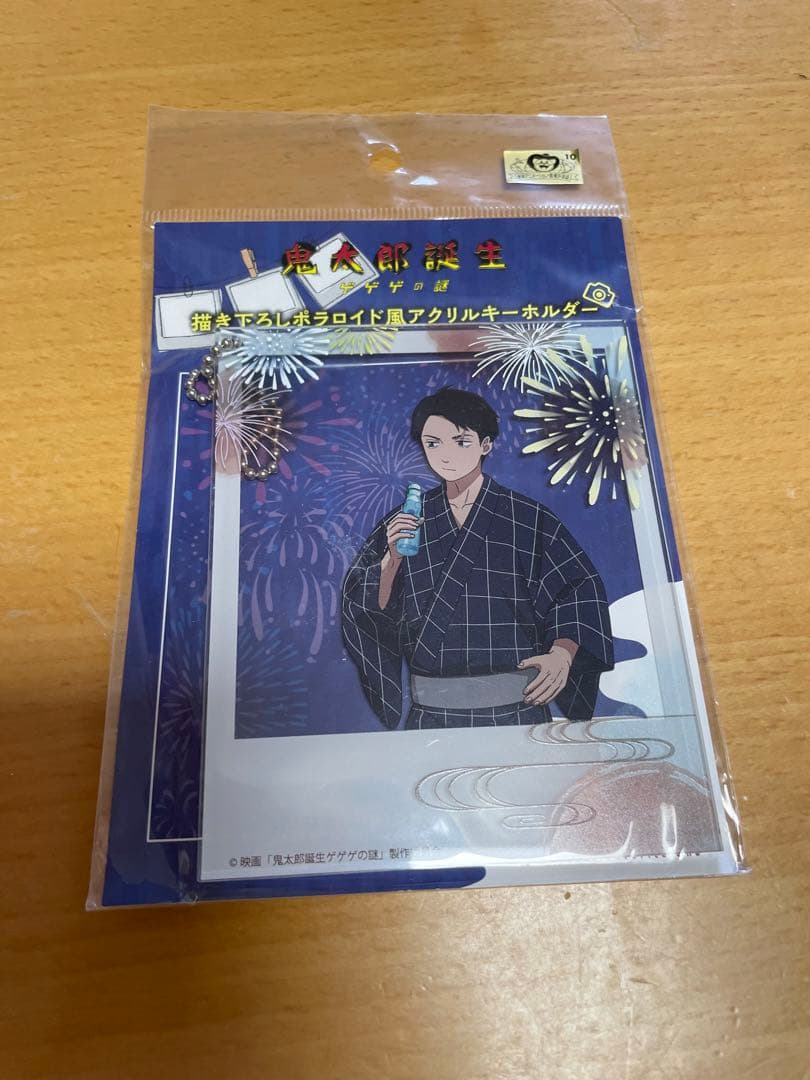 10
鬼太郎誕生
ゲゲゲの謎
描き下ろしポラロイド風アクリルキーホルダー
© 映画「鬼太郎誕生ゲゲゲの謎」製作